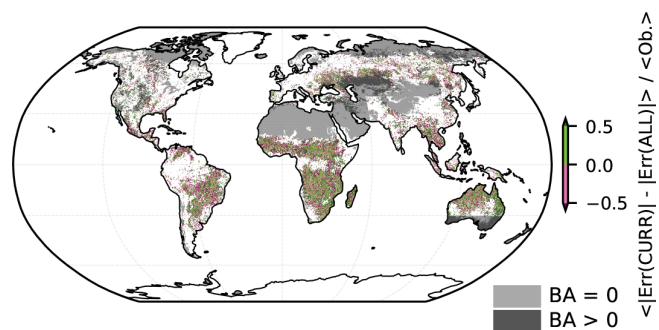 0.5
0.0
−0.5
<|Err(CURR)| - |Err(ALL)|> / <Ob.>
BA = 0
BA > 0